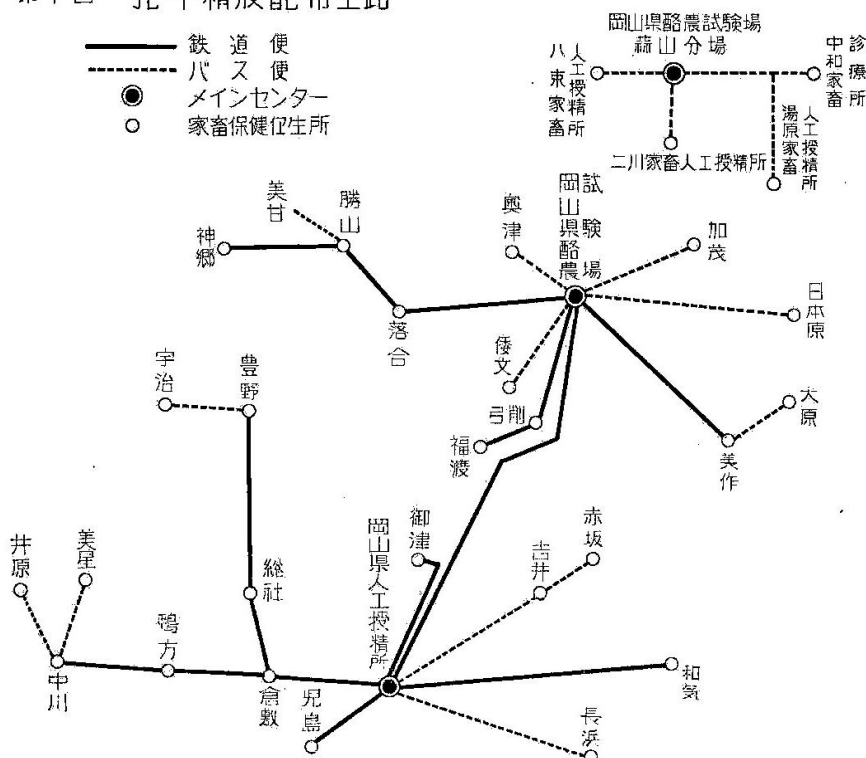 鉄道便
バス便
メインセンター
家畜保健衛生所
岡山県酪農試験場
蒜山分場
八束家畜
人工授精所
中和家畜
診療所
湯原家畜
人工授精所
二川家畜人工授精所
岡山県酪農
試験場
美甘
勝山
神郷
落合
奥津
加茂
日本原
倭文
弓削
福渡
大原
美作
宇治
豊野
総社
井原
美星
中川
鴨方
倉敷
児島
岡山県人工授精所
御津
吉井
赤坂
和気
長浜